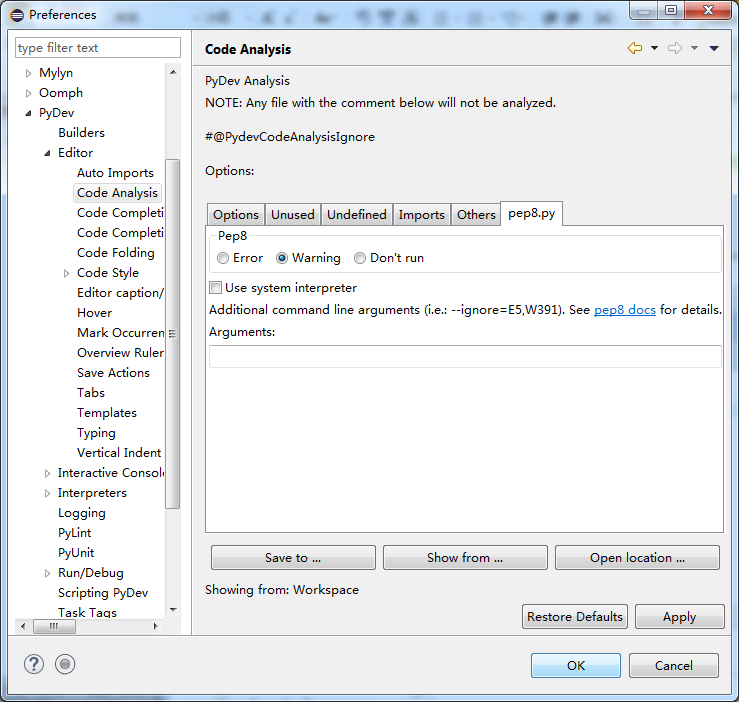 Preferences
type filter text
Mylyn
Oomph
PyDev
Builders
Editor
Auto Imports
Code Analysis
Code Completi
Code Completi
Code Folding
Code Style
Editor caption/
Hover
Mark Occurren
Overview Ruler
Save Actions
Tabs
Templates
Typing
Vertical Indent
Interactive Consol
Interpreters
Logging
PyLint
PyUnit
Run/Debug
Scripting PyDev
Task Tags
Code Analysis
PyDev Analysis
NOTE: Any file with the comment below will not be analyzed.
#@PydevCodeAnalysisIgnore
Options:
Options Unused Undefined Imports Others pep8.py
Pep8
Error Warning Don't run
Use system interpreter
Additional command line arguments (i.e.: --ignore=E5,W391). See pep8 docs for details.
Arguments:
Save to ... Show from ... Open location ...
Showing from: Workspace
Restore Defaults Apply
OK Cancel